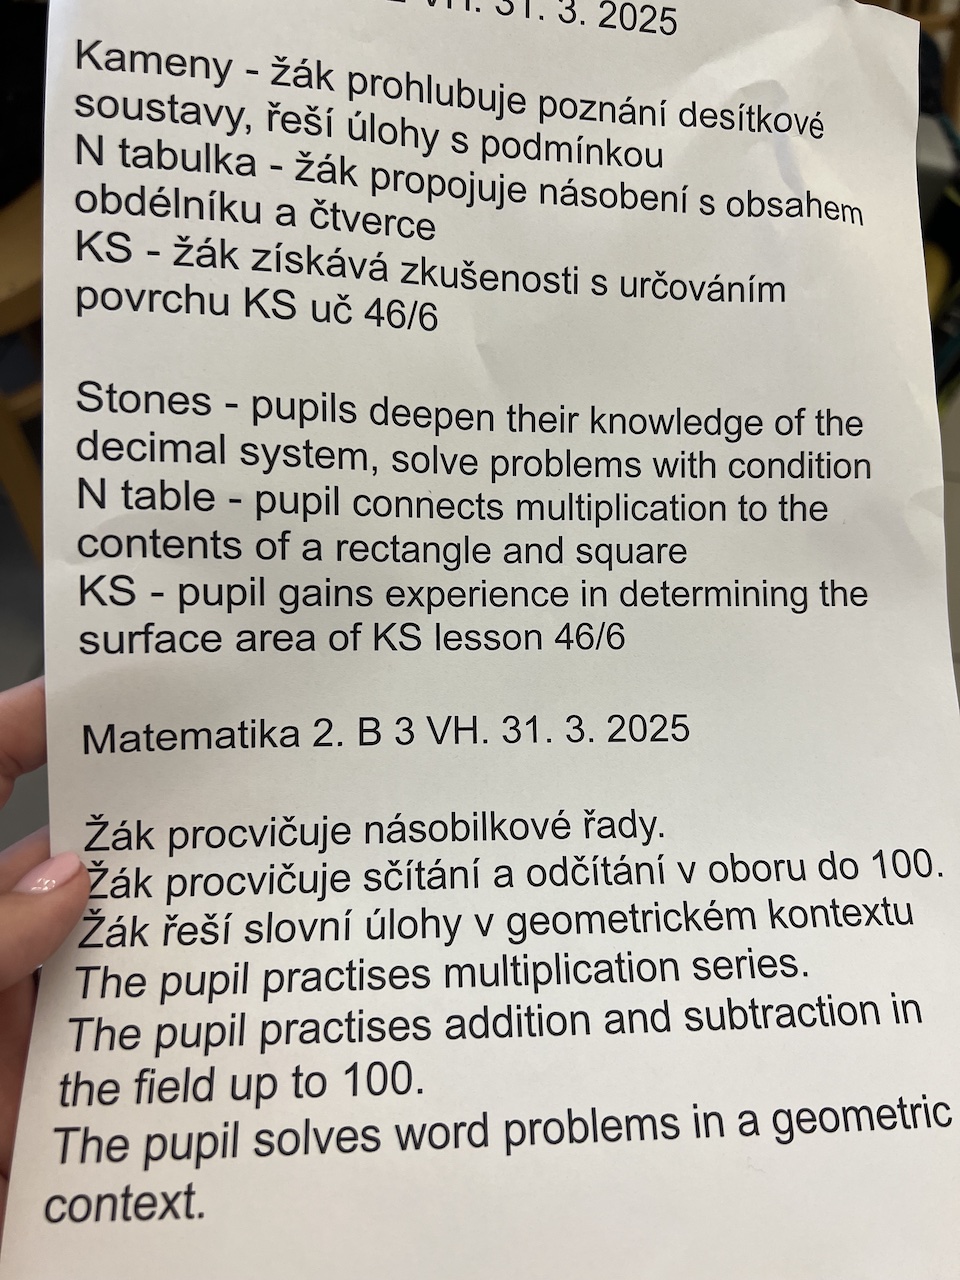 VH. 31. 3. 2025
Kameny - žák prohlubuje poznání desítkové
soustavy, řeší úlohy s podmínkou
N tabulka - žák propojuje násobení s obsahem
obdélníku a čtverce
KS - žák získává zkušenosti s určováním
povrchu KS uč 46/6
Stones - pupils deepen their knowledge of the
decimal system, solve problems with condition
N table - pupil connects multiplication to the
contents of a rectangle and square
KS - pupil gains experience in determining the
surface area of KS lesson 46/6
Matematika 2. B 3 VH. 31. 3. 2025
Žák procvičuje násobilkové řady.
Žák procvičuje sčítání a odčítání v oboru do 100.
Žák řeší slovní úlohy v geometrickém kontextu
The pupil practises multiplication series.
The pupil practises addition and subtraction in
the field up to 100.
The pupil solves word problems in a geometric
context.